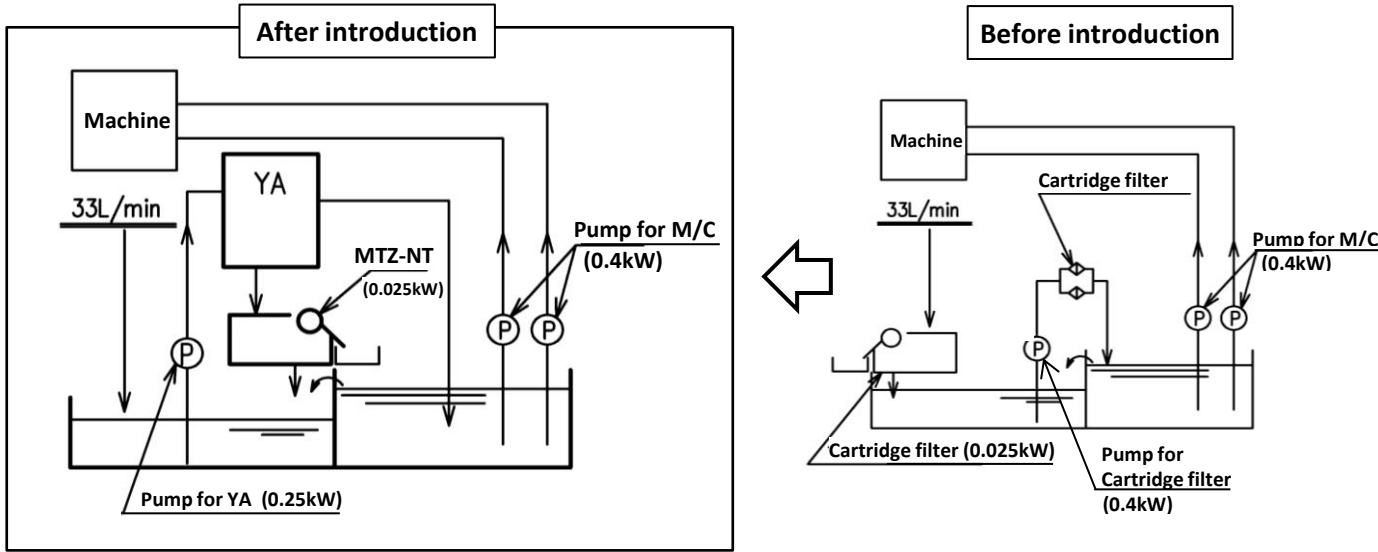 After introduction
Machine
YA
33L/min
MTZ-NT
(0.025kW)
Pump for M/C
(0.4kW)
P
P
P
Pump for YA (0.25kW)
Before introduction
Machine
Cartridge filter
33L/min
Pump for M/C
(0.4kW)
P
P
P
Cartridge filter (0.025kW)
Pump for
Cartridge filter
(0.4kW)